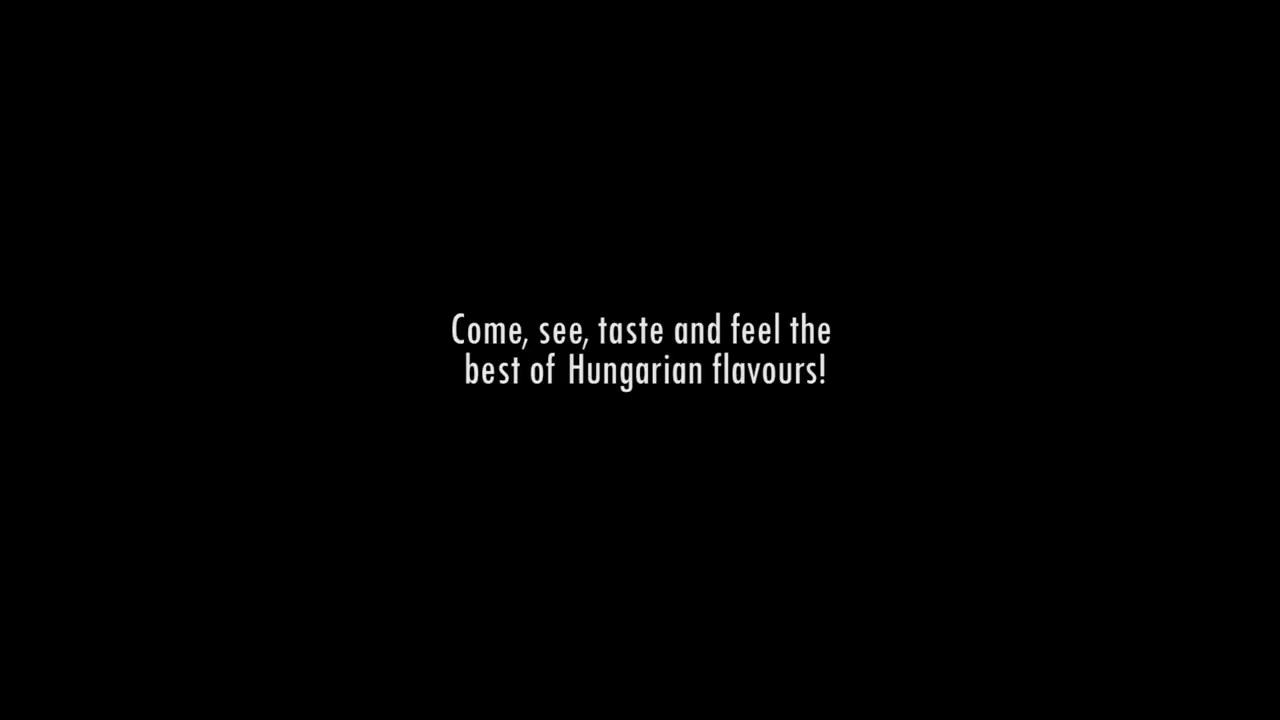 Come, see, taste and feel the
best of Hungarian flavours!